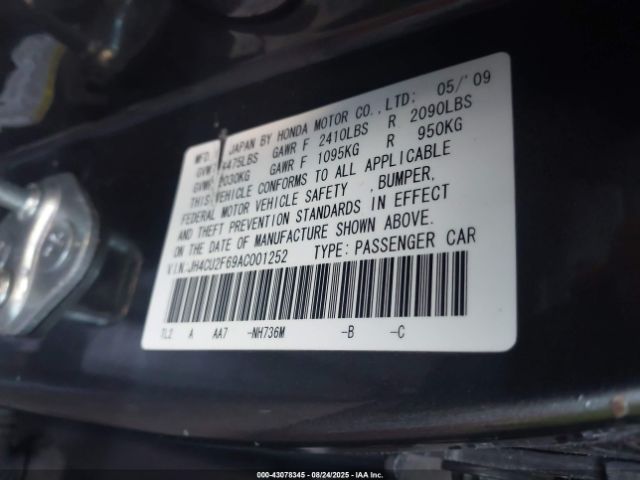 MFD. JAPAN BY HONDA MOTOR CO.,LTD: 05/'09
4475LBS GAWR F 2410LBS R 2090LBS
2030KG GAWR F 1095KG R 950KG
THIS VEHICLE CONFORMS TO ALL APPLICABLE
FEDERAL MOTOR VEHICLE SAFETY , BUMPER,
AND THEFT PREVENTION STANDARDS IN EFFECT
ON THE DATE OF MANUFACTURE SHOWN ABOVE.
VIN:JH4CU2F69AC001252 TYPE: PASSENGER CAR
TL2 A AA7 -NH736M -B -C
000-43078345 - 08/24/2025 - IAA Inc.